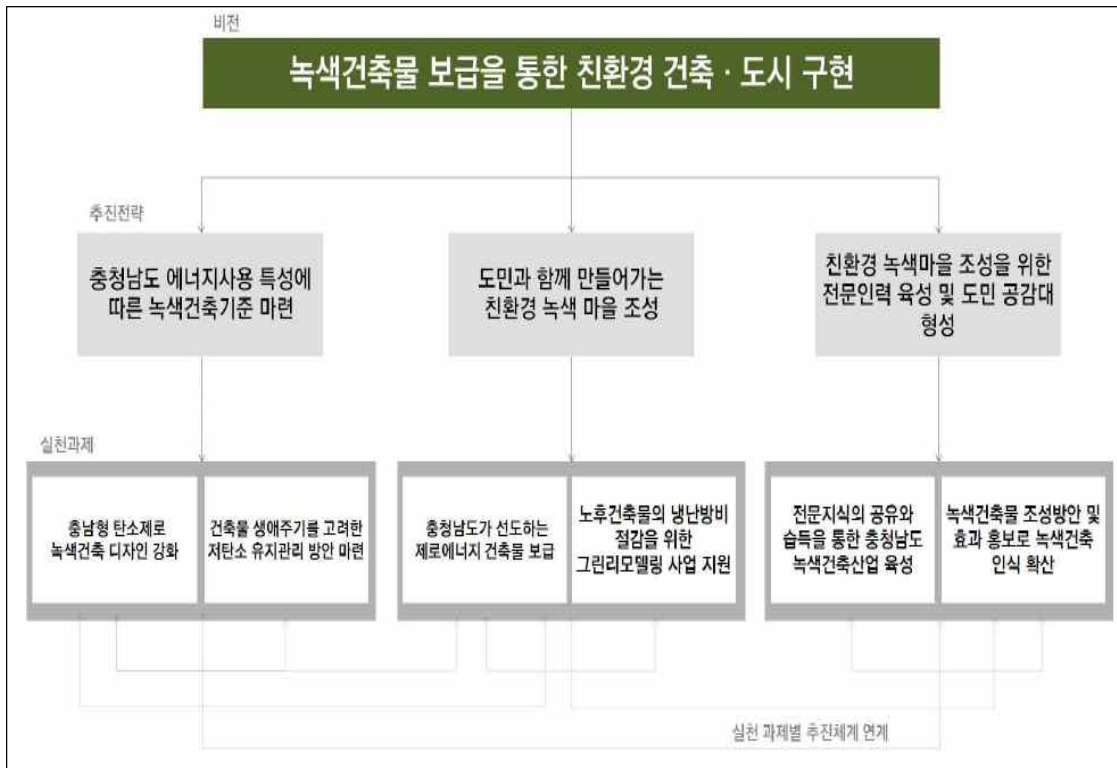 비전
녹색건축물 보급을 통한 친환경 건축 · 도시 구현
추진전략
충청남도 에너지사용 특성에
따른 녹색건축기준 마련
도민과 함께 만들어가는
친환경 녹색 마을 조성
친환경 녹색마을 조성을 위한
전문인력 육성 및 도민 공감대
형성
실천과제
충남형 탄소제로
녹색건축 디자인 강화
건축물 생애주기를 고려한
저탄소 유지관리 방안 마련
충청남도가 선도하는
제로에너지 건축물 보급
노후건축물의 냉난방비
절감을 위한
그린리모델링 사업 지원
전문지식의 공유와
습득을 통한 충청남도
녹색건축산업 육성
녹색건축물 조성방안 및
효과 홍보로 녹색건축
인식 확산
실천 과제별 추진체계 연계